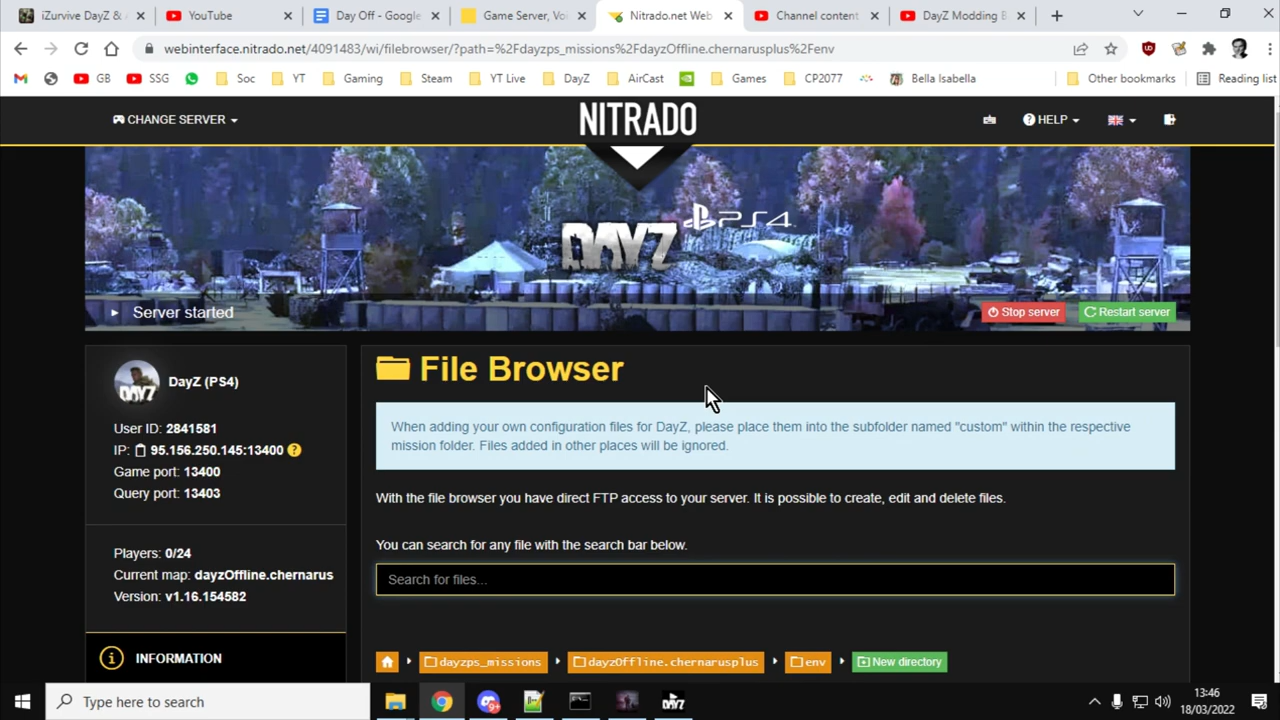 iZurvive DayZ & A
YouTube
Day Off - Google
Game Server, Voi
Nitrado.net Web
Channel content
DayZ Modding B
webinterface.nitrado.net/4091483/wi/filebrowser/?path=%2Fdayzps_missions%2FdayzOffline.chernarusplus%2Fenv
GB
SSG
Soc
YT
Gaming
Steam
YT Live
DayZ
AirCast
Games
CP2077
Bella Isabella
Other bookmarks
Reading list
CHANGE SERVER
NITRADO
HELP
DAYZ PS4
Server started
Stop server
Restart server
DAYZ
DayZ (PS4)
User ID: 2841581
IP: 95.156.250.145:13400
Game port: 13400
Query port: 13403
Players: 0/24
Current map: dayzOffline.chernarus
Version: v1.16.154582
INFORMATION
File Browser
When adding your own configuration files for DayZ, please place them into the subfolder named "custom" within the respective
mission folder. Files added in other places will be ignored.
With the file browser you have direct FTP access to your server. It is possible to create, edit and delete files.
You can search for any file with the search bar below.
Search for files...
dayzps_missions
dayzOffline.chernarusplus
env
New directory
Type here to search
DAYZ
13:46
18/03/2022